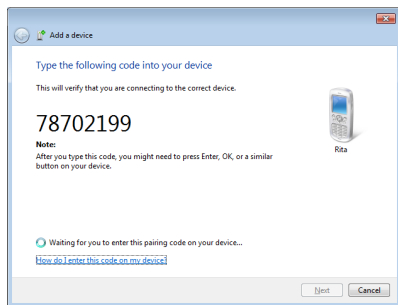 Add a device
Type the following code into your device
This will verify that you are connecting to the correct device.
78702199
Note:
After you type this code, you might need to press Enter, OK, or a similar
button on your device.
Rita
Waiting for you to enter this pairing code on your device...
How do I enter this code on my device?
Next Cancel